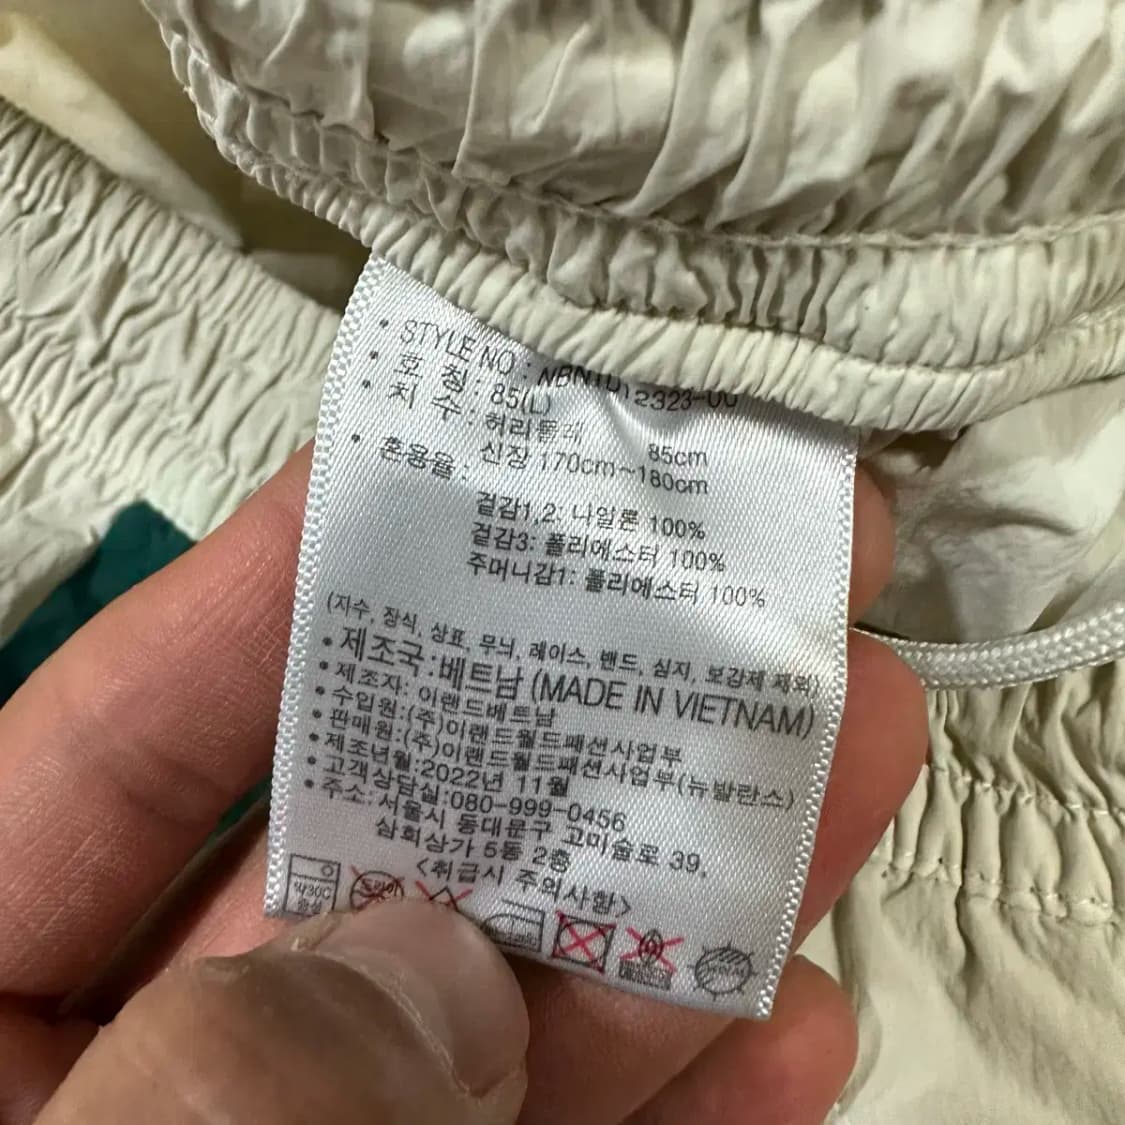 • STYLE NO :
• 호 칭 : 85(L)
• 치 수 : 허리둘레 85cm
신장 170cm~180cm
• 혼용율 :
겉감1,2: 나일론 100%
겉감3: 폴리에스터 100%
주머니감1: 폴리에스터 100%
(자수, 장식, 상표, 무늬, 레이스, 밴드, 심지, 보강제 제외)
• 제조국 : 베트남 (MADE IN VIETNAM)
• 제조자: 이랜드베트남
• 수입원:(주)이랜드월드패션사업부
• 판매원:(주)이랜드월드패션사업부(뉴발란스)
• 제조년월:2022년 11월
• 고객상담실:080-999-0456
• 주소: 서울시 동대문구 고미술로 39,
삼희상가 5동 2층
<취급시 주의사항>
약30℃
드라이